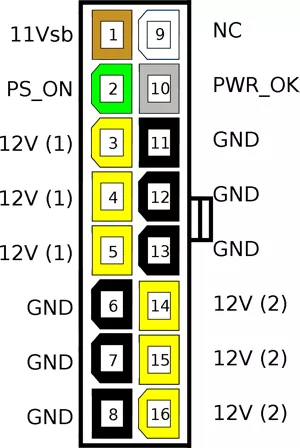 11Vsb 1 9 NC
PS_ON 2 10 PWR_OK
12V (1) 3 11 GND
12V (1) 4 12 GND
12V (1) 5 13 GND
GND 6 14 12V (2)
GND 7 15 12V (2)
GND 8 16 12V (2)